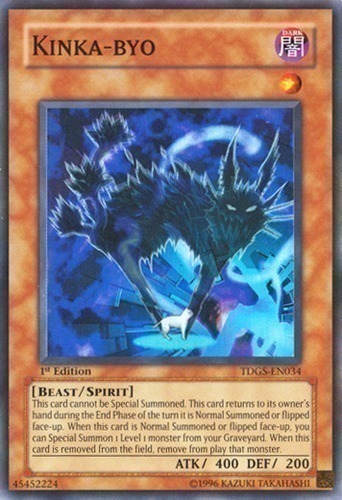 KINKA-BYO
DARK
闇
1st Edition
TDGS-EN034
[BEAST/SPIRIT]
This card cannot be Special Summoned. This card returns to its owner's
hand during the End Phase of the turn it is Normal Summoned or flipped
face-up. When this card is Normal Summoned or flipped face-up, you
can Special Summon 1 Level 1 monster from your Graveyard. When this
card is removed from the field, remove from play that monster.
ATK/ 400 DEF/ 200
45452224
©1996 KAZUKI TAKAHASHI